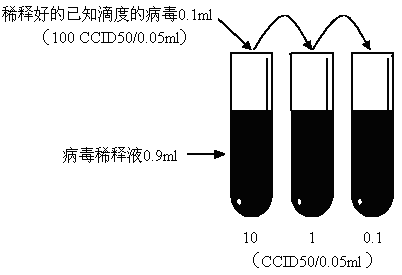 稀释好的已知滴度的病毒0.1ml
（100 CCID50/0.05ml）
病毒稀释液0.9ml
10 1 0.1
（CCID50/0.05ml）